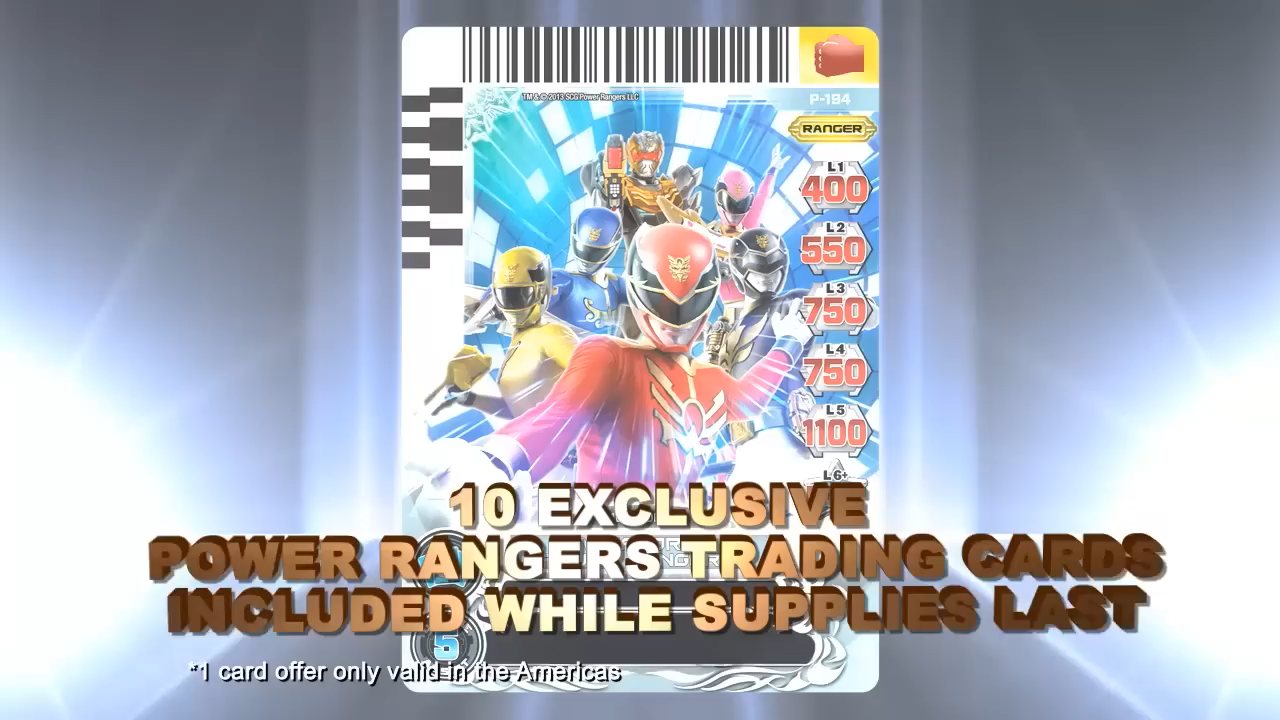 TM & © 2013 SCG Power Rangers LLC
P-194
RANGER
L1
400
L2
550
L3
750
L4
750
L5
1100
L6+
10 EXCLUSIVE
POWER RANGERS TRADING CARDS
INCLUDED WHILE SUPPLIES LAST
5
*1 card offer only valid in the Americas